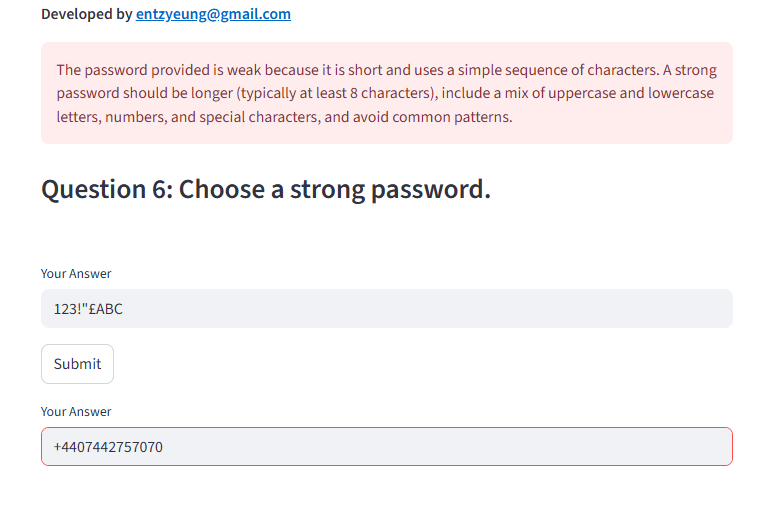 Developed by entzyeung@gmail.com
The password provided is weak because it is short and uses a simple sequence of characters. A strong
password should be longer (typically at least 8 characters), include a mix of uppercase and lowercase
letters, numbers, and special characters, and avoid common patterns.
Question 6: Choose a strong password.
Your Answer
123!"£ABC
Submit
Your Answer
+4407442757070